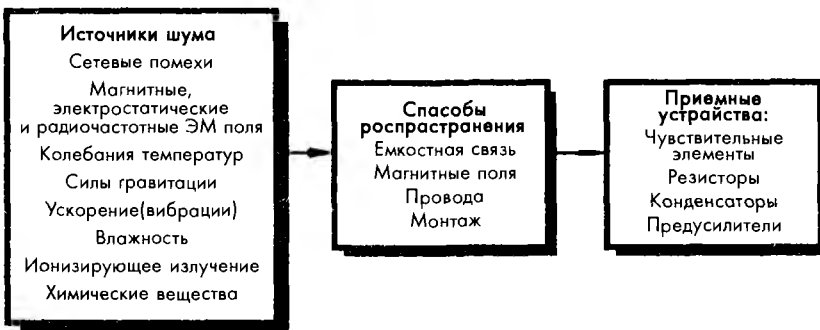 Источники шума
Сетевые помехи
Магнитные,
электростатические
и радиочастотные ЭМ поля
Колебания температур
Силы гравитации
Ускорение(вибрации)
Влажность
Ионизирующее излучение
Химические вещества
Способы
роспрастранения
Емкостная связь
Магнитные поля
Провода
Монтаж
Приемные
устройства:
Чувствительные
элементы
Резисторы
Конденсаторы
Предусилители